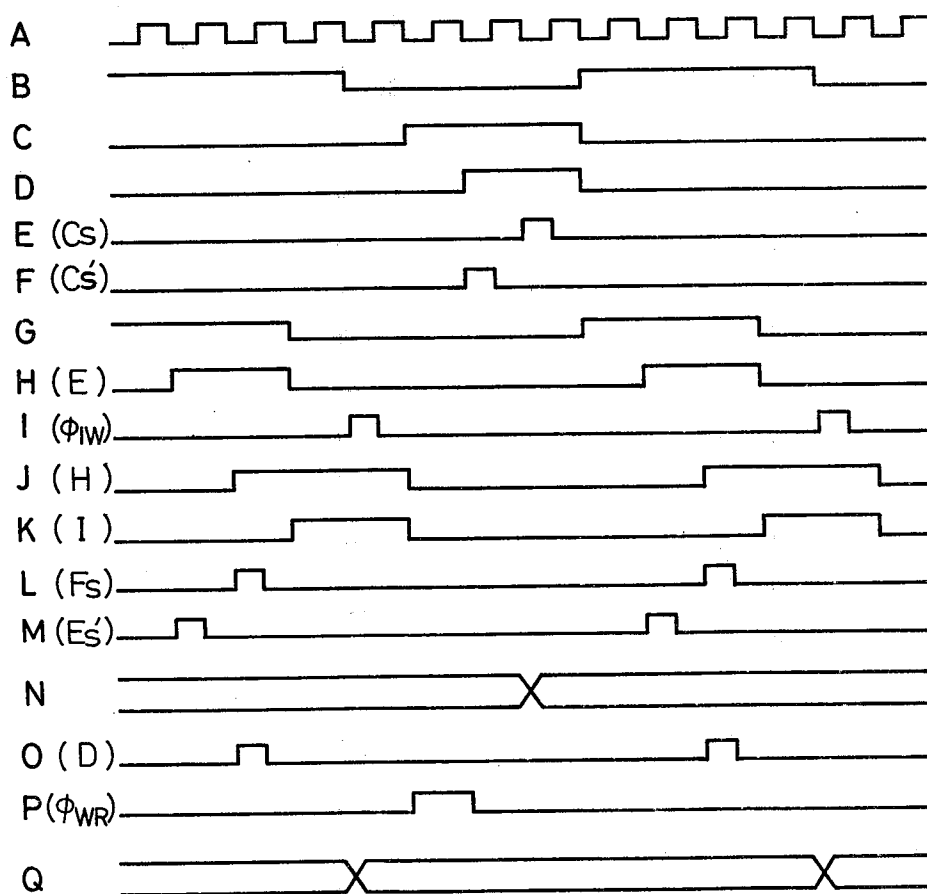 A
B
C
D
E (Cs)
F (Cs')
G
H (E)
I (φIW)
J (H)
K (I)
L (Fs)
M (Es')
N
O (D)
P (φWR)
Q